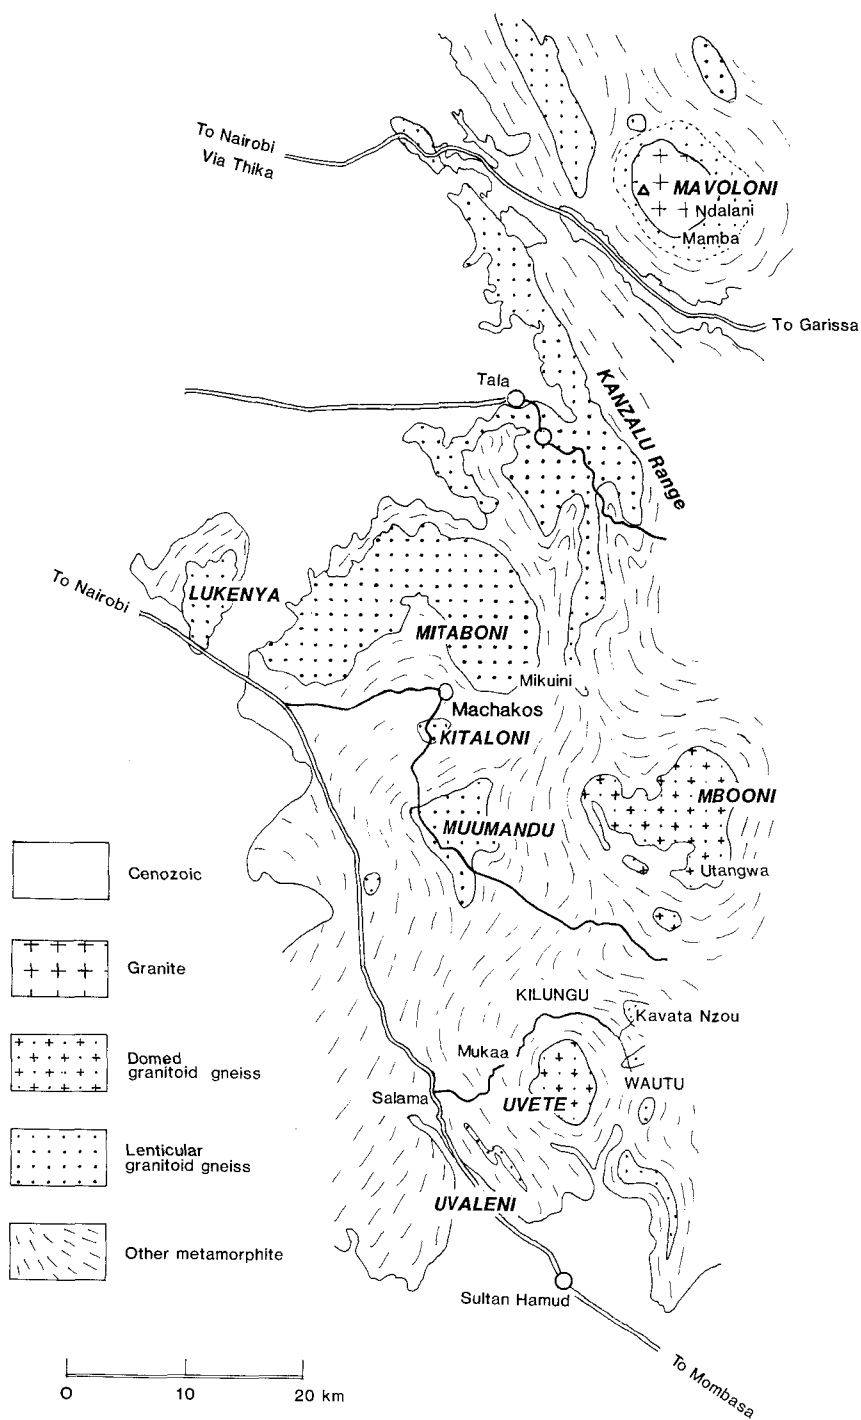 To Nairobi
Via Thika
MAVOLONI
Ndalani
Mamba
To Garissa
Tala
KANZALU Range
To Nairobi
LUKENYA
MITABONI
Mikuini
Machakos
KITALONI
MBOONI
MUUMANDU
Utangwa
Cenozoic
Granite
KILUNGU
Kavata Nzou
Mukaa
Domed
granitoid gneiss
WAUTU
Salama
UVETE
Lenticular
granitoid gneiss
UVALENI
Other metamorphite
Sultan Hamud
To Mombasa
0 10 20 km